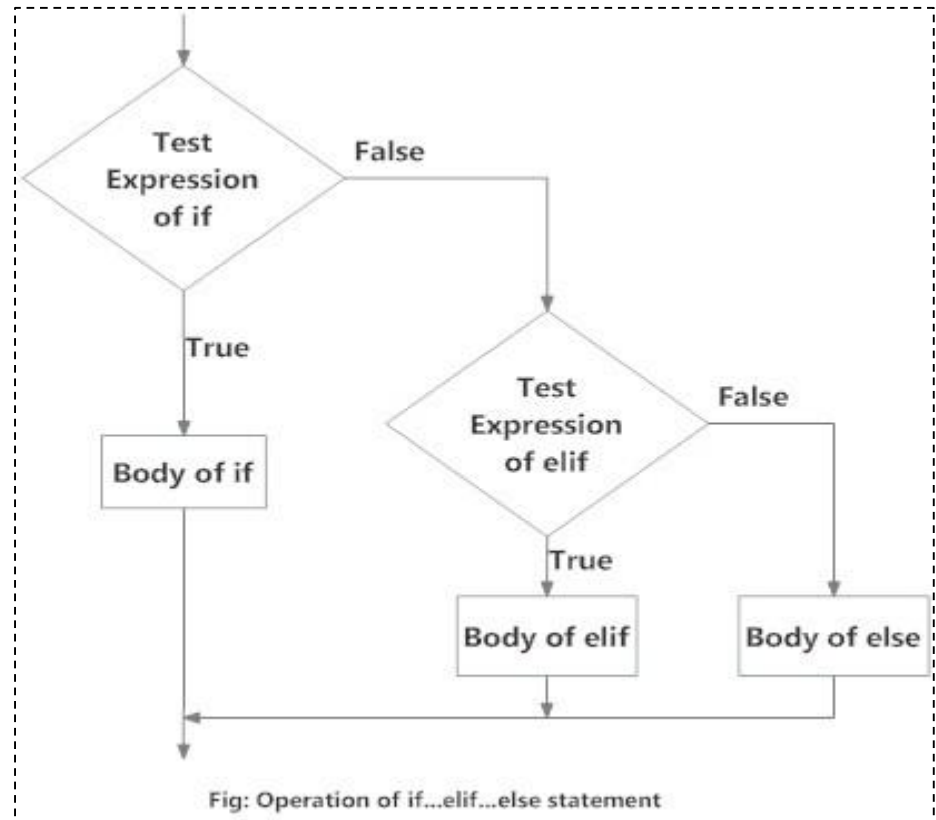 Test
Expression
of if
False
True
Body of if
Test
Expression
of elif
False
True
Body of elif
Body of else
Fig: Operation of if...elif...else statement